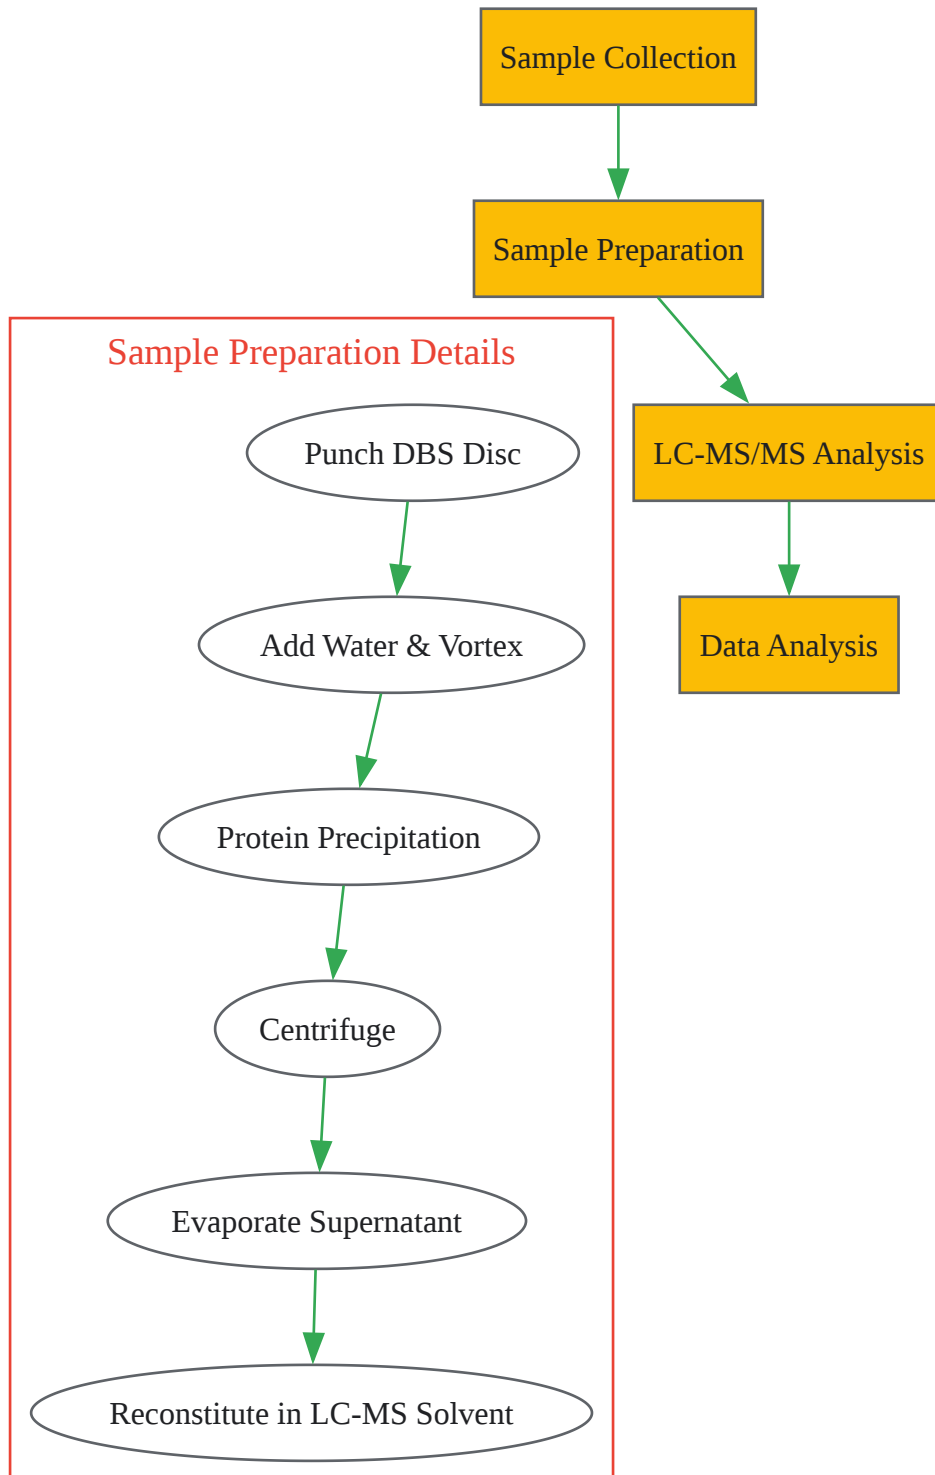 Sample Collection
Sample Preparation
Sample Preparation Details
Punch DBS Disc
LC-MS/MS Analysis
Add Water & Vortex
Data Analysis
Protein Precipitation
Centrifuge
Evaporate Supernatant
Reconstitute in LC-MS Solvent